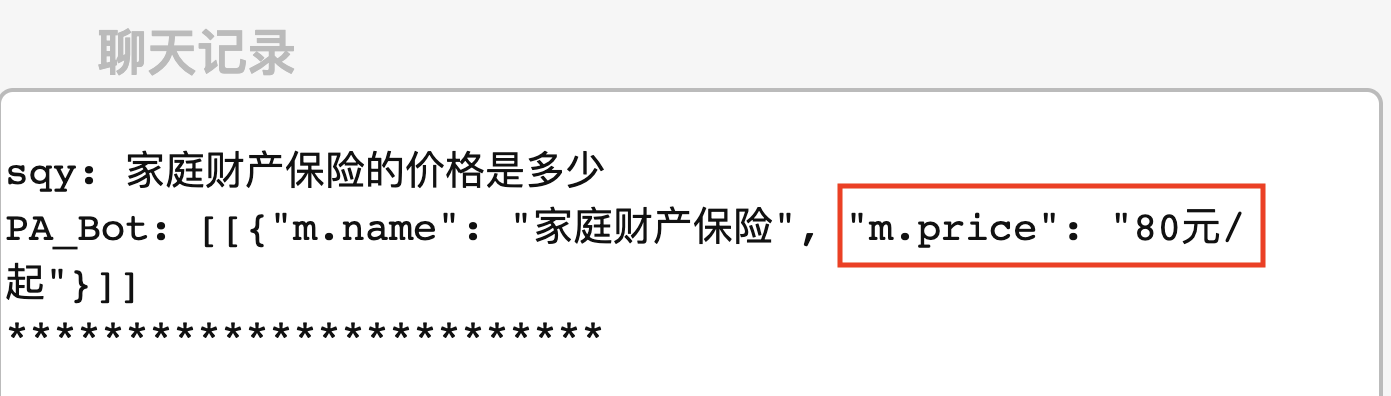 聊天记录
sqy: 家庭财产保险的价格是多少
PA_Bot: [[{"m.name": "家庭财产保险", "m.price": "80元/
起"}]]
*************************